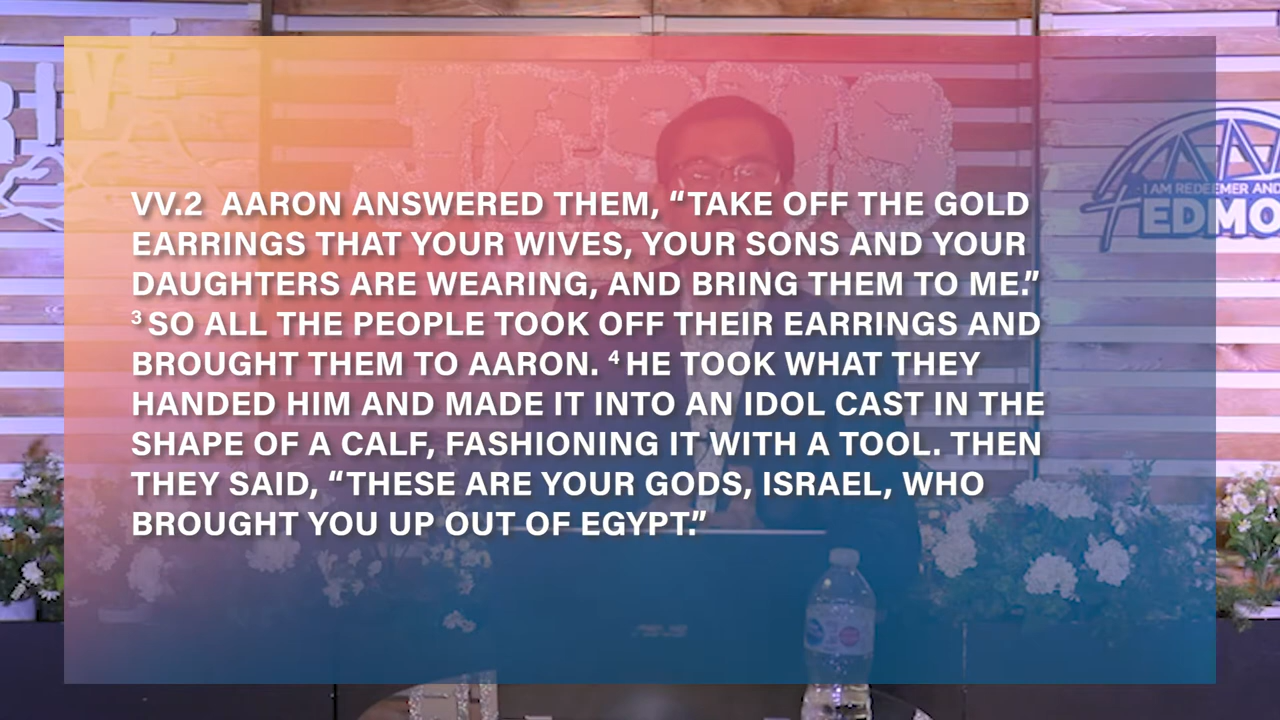 VV.2 AARON ANSWERED THEM, “TAKE OFF THE GOLD
EARRINGS THAT YOUR WIVES, YOUR SONS AND YOUR
DAUGHTERS ARE WEARING, AND BRING THEM TO ME.”
³ SO ALL THE PEOPLE TOOK OFF THEIR EARRINGS AND
BROUGHT THEM TO AARON. ⁴ HE TOOK WHAT THEY
HANDED HIM AND MADE IT INTO AN IDOL CAST IN THE
SHAPE OF A CALF, FASHIONING IT WITH A TOOL. THEN
THEY SAID, “THESE ARE YOUR GODS, ISRAEL, WHO
BROUGHT YOU UP OUT OF EGYPT.”
JESUS
I AM REDEEMER AND
EDMO